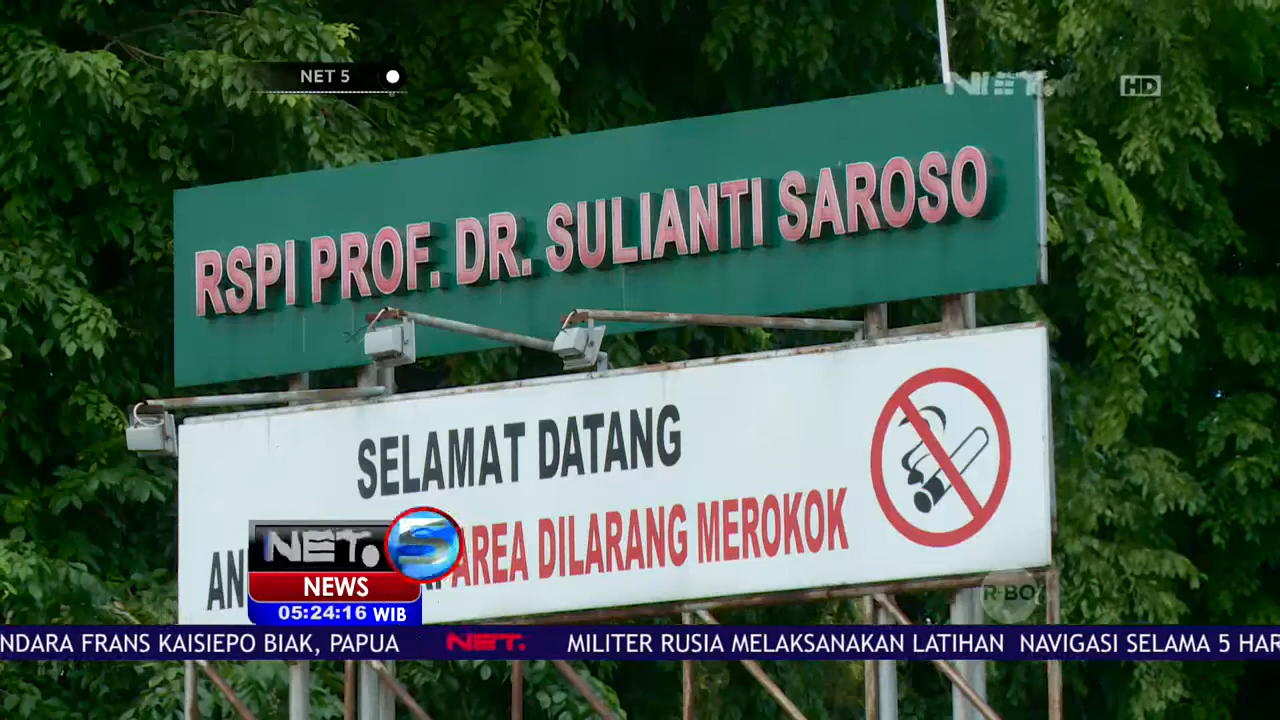 NET 5
NET.
HD
RSPI PROF. DR. SULIANTI SAROSO
SELAMAT DATANG
AREA DILARANG MEROKOK
NET. 5
NEWS
05:24:16 WIB
R-BO
NDARA FRANS KAISIEPO BIAK, PAPUA NET. MILITER RUSIA MELAKSANAKAN LATIHAN NAVIGASI SELAMA 5 HAR